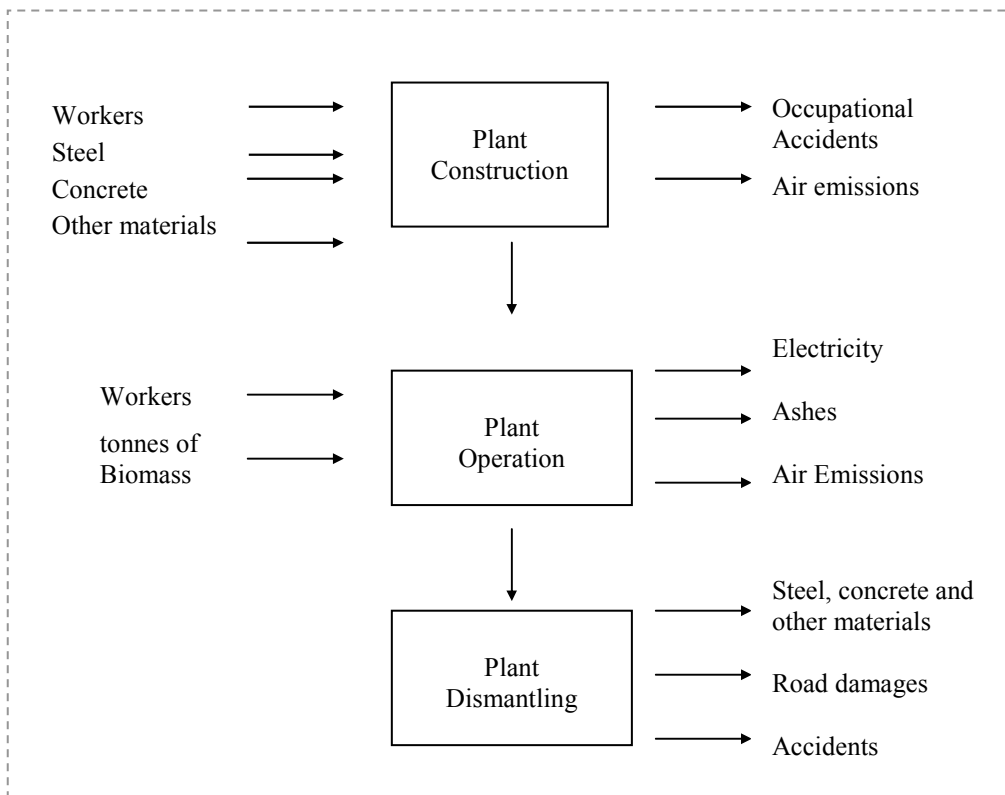 Workers
Steel
Concrete
Other materials
Plant
Construction
Occupational
Accidents
Air emissions
Workers
tonnes of
Biomass
Plant
Operation
Electricity
Ashes
Air Emissions
Plant
Dismantling
Steel, concrete and
other materials
Road damages
Accidents